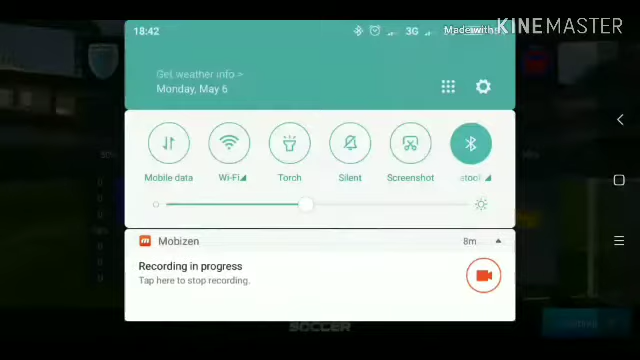 18:42
3G
Made with
KINEMASTER
Get weather info >
Monday, May 6
Mobile data
Wi-Fi
Torch
Silent
Screenshot
etooth
Mobizen
8m
Recording in progress
Tap here to stop recording.
SOCCER